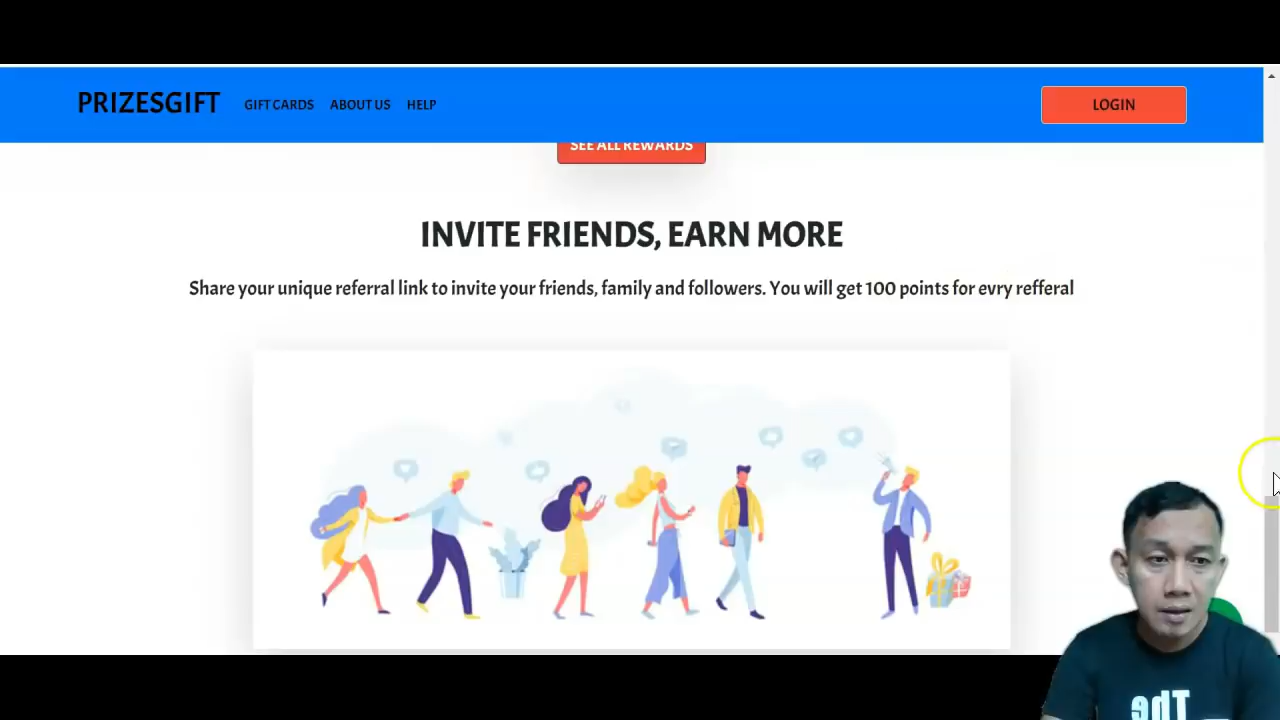 PRIZESGIFT GIFT CARDS ABOUT US HELP LOGIN
SEE ALL REWARDS
INVITE FRIENDS, EARN MORE
Share your unique referral link to invite your friends, family and followers. You will get 100 points for evry refferal
The